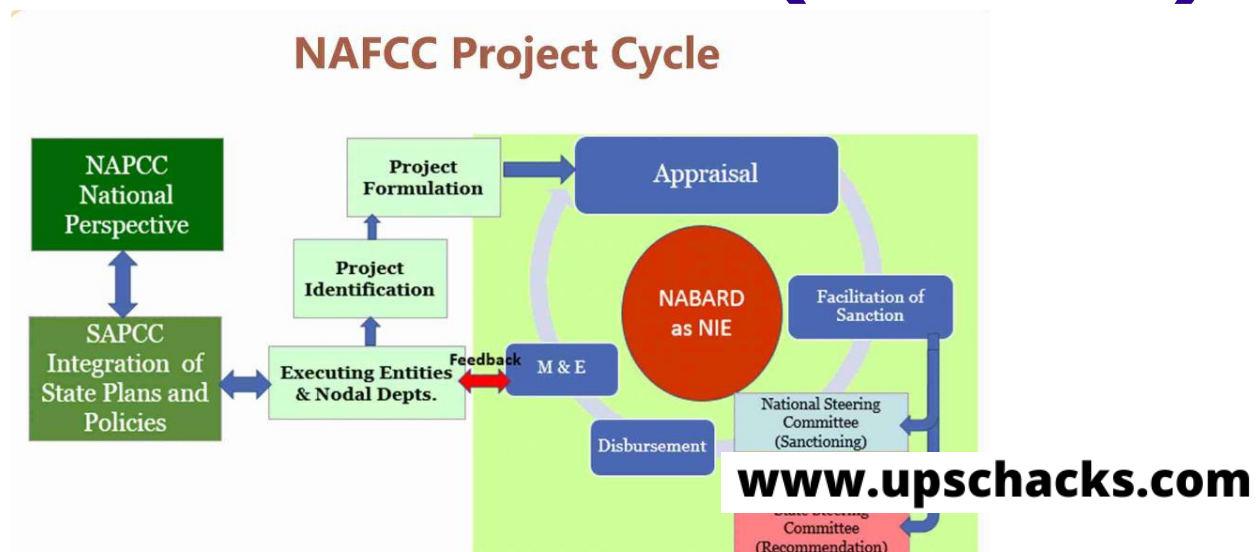 NAFCC Project Cycle
NAPCC
National
Perspective
SAPCC
Integration of
State Plans and
Policies
Project
Formulation
Project
Identification
Executing Entities
& Nodal Depts.
Feedback
Appraisal
NABARD
as NIE
Facilitation of
Sanction
M & E
Disbursement
National Steering
Committee
(Sanctioning)
www.upschacks.com
State Steering
Committee
(Recommendation)